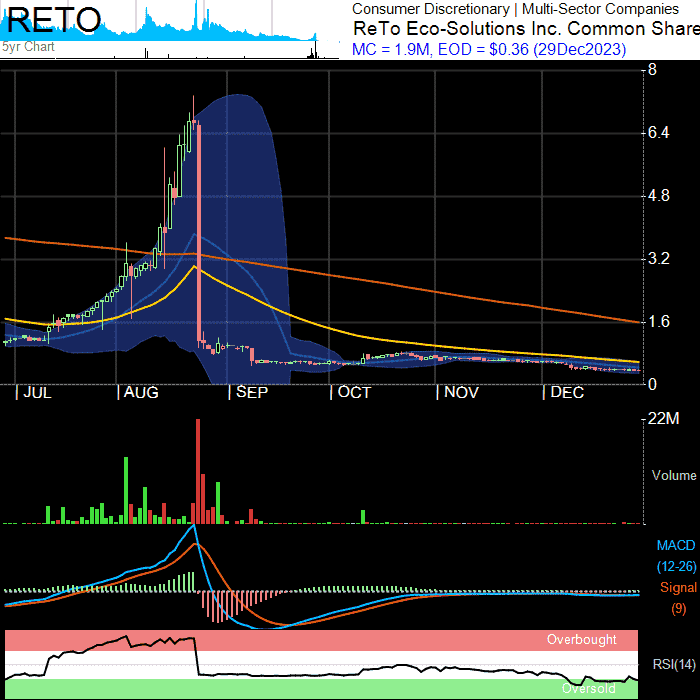 RETO
5yr Chart
Consumer Discretionary | Multi-Sector Companies
ReTo Eco-Solutions Inc. Common Share
MC = 1.9M, EOD = $0.36 (29Dec2023)
8
6.4
4.8
3.2
1.6
0
JUL AUG SEP OCT NOV DEC
22M
Volume
MACD
(12-26)
Signal
(9)
Overbought
RSI(14)
Oversold